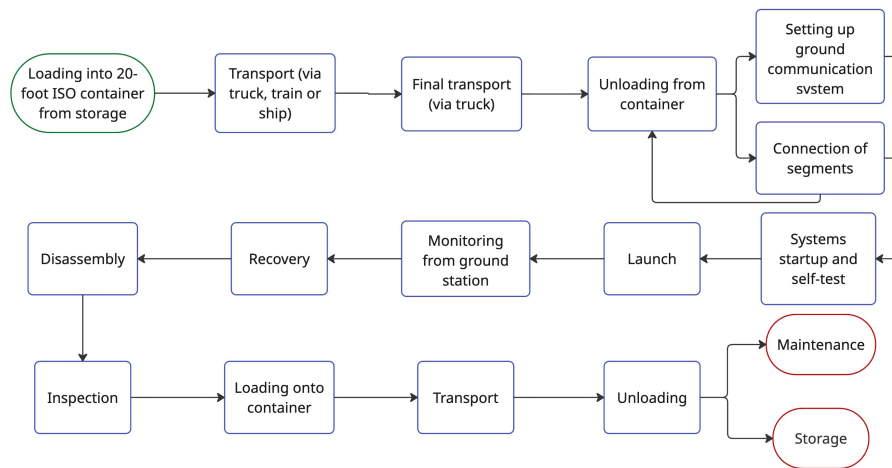 Loading into 20-
foot ISO container
from storage
Transport (via
truck, train or
ship)
Final transport
(via truck)
Unloading from
container
Setting up
ground
communication
system
Connection of
segments
Disassembly
Recovery
Monitoring
from ground
station
Launch
Systems
startup and
self-test
Inspection
Loading onto
container
Transport
Unloading
Maintenance
Storage